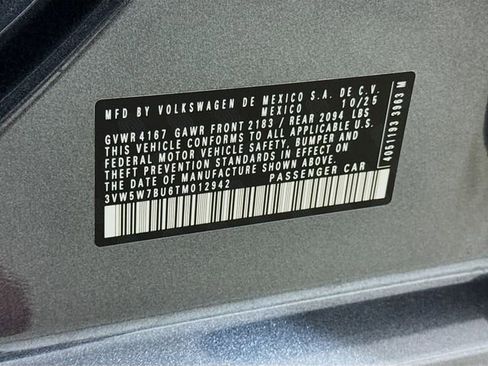 MFD BY VOLKSWAGEN DE MEXICO S.A. DE C.V.
MEXICO 10/25
GVWR 4167 GAWR FRONT 2183 / REAR 2094 LBS
THIS VEHICLE CONFORMS TO ALL APPLICABLE U.S.
FEDERAL MOTOR VEHICLE SAFETY, BUMPER AND
THEFT PREVENTION STANDARDS IN EFFECT ON
THE DATE OF MANUFACTURE SHOWN ABOVE.
3VW5W7BU6TM012942 PASSENGER CAR
4051193 3963 M